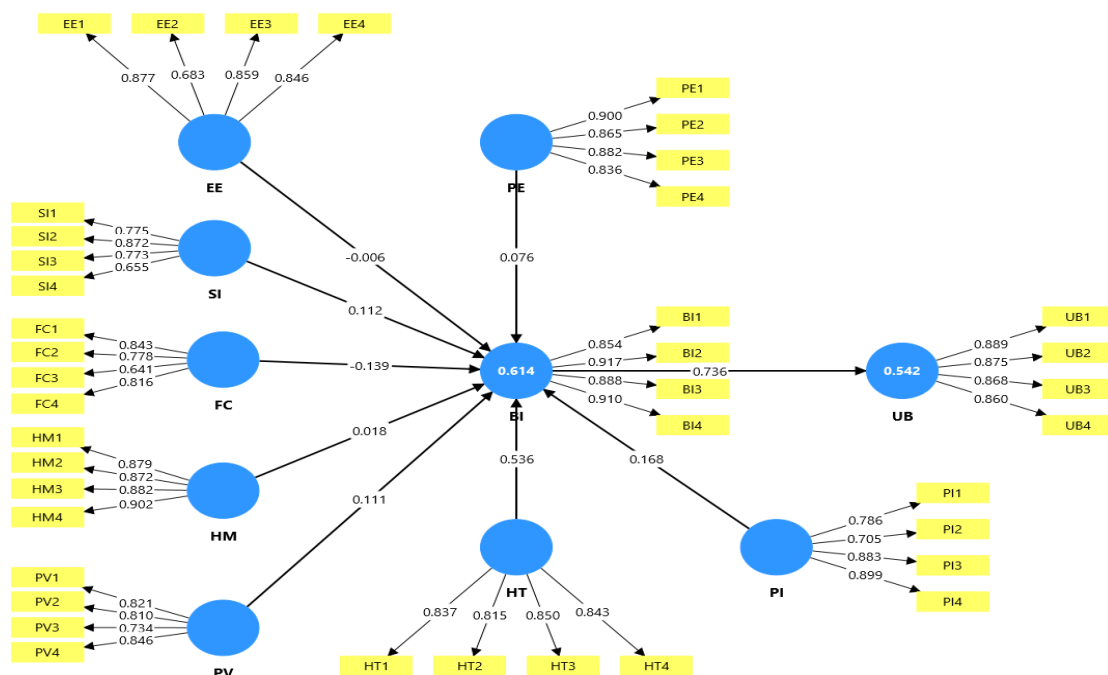 EE1 EE2 EE3 EE4
0.877 0.683 0.859 0.846
EE
PE1
PE2
PE3
PE4
0.900
0.865
0.882
0.836
PE
SI1
SI2
SI3
SI4
0.775
0.872
0.773
0.655
SI
-0.006
0.076
0.112
FC1
FC2
FC3
FC4
0.843
0.778
0.641
0.816
FC
-0.139
0.614
BI
BI1
BI2
BI3
BI4
0.854
0.917
0.888
0.910
0.736
0.542
UB
UB1
UB2
UB3
UB4
0.889
0.875
0.868
0.860
HM1
HM2
HM3
HM4
0.879
0.872
0.882
0.902
HM
0.018
0.111
0.536
0.168
PV1
PV2
PV3
PV4
0.821
0.810
0.734
0.846
PV
HT
0.837 0.815 0.850 0.843
HT1 HT2 HT3 HT4
PI
0.786
0.705
0.883
0.899
PI1
PI2
PI3
PI4